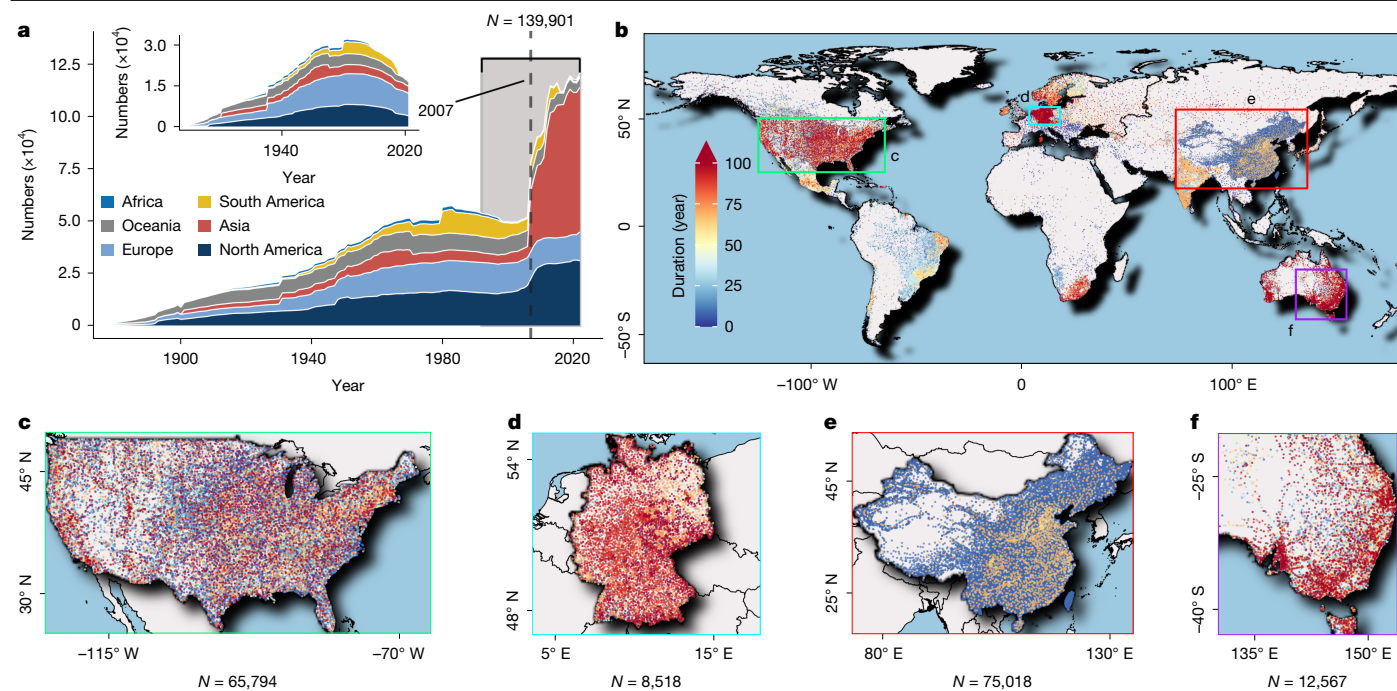 a
N = 139,901
Numbers (×10⁴)
12.5
10.0
7.5
5.0
2.5
0
1900
1940
1980
2020
Year
Numbers (×10⁴)
3.0
1.5
0
1940
2020
Year
2007
Africa
South America
Oceania
Asia
Europe
North America
b
50° N
0
−50° S
−100° W
0
100° E
Duration (year)
100
75
50
25
0
c
d
e
f
c
45° N
30° N
−115° W
−70° W
N = 65,794
d
54° N
48° N
5° E
15° E
N = 8,518
e
45° N
25° N
80° E
130° E
N = 75,018
f
−25° S
−40° S
135° E
150° E
N = 12,567